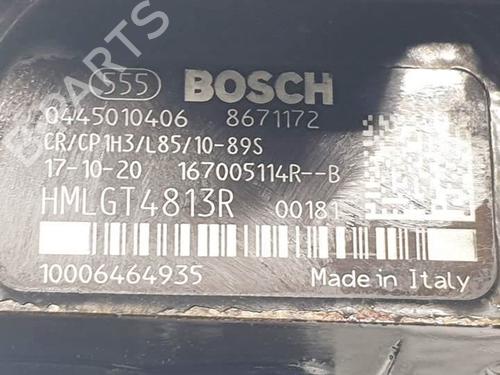 B-PARTS
555 BOSCH
0445010406 8671172
CR/CP1H3/L85/10-89S
17-10-20 167005114R--B
HMLGT4813R 00181
10006464935 Made in Italy